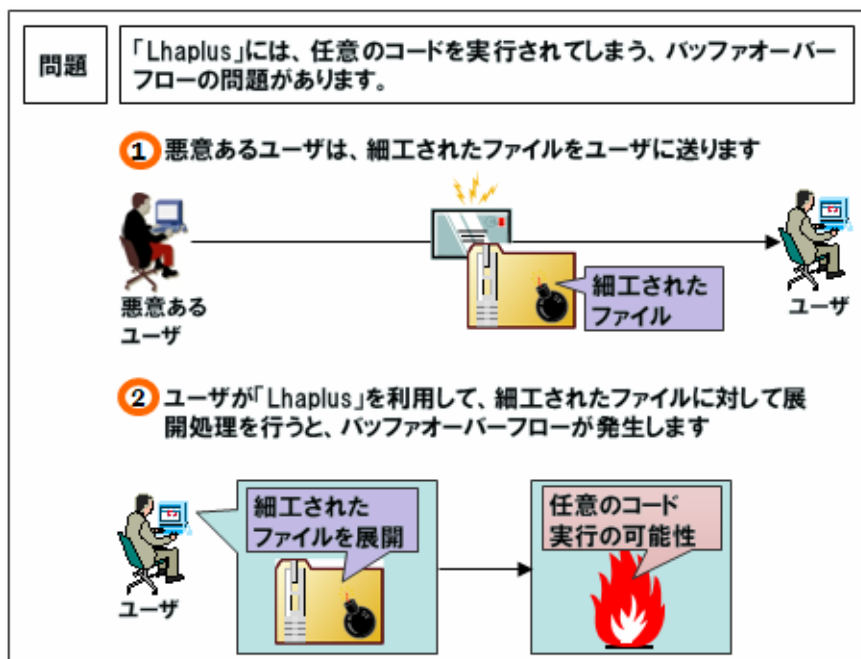 問題
「Lhaplus」には、任意のコードを実行されてしまう、バッファオーバー
フローの問題があります。
1 悪意あるユーザは、細工されたファイルをユーザに送ります
細工された
ファイル
悪意ある
ユーザ
ユーザ
2 ユーザが「Lhaplus」を利用して、細工されたファイルに対して展
開処理を行うと、バッファオーバーフローが発生します
細工された
ファイルを展開
任意のコード
実行の可能性
ユーザ